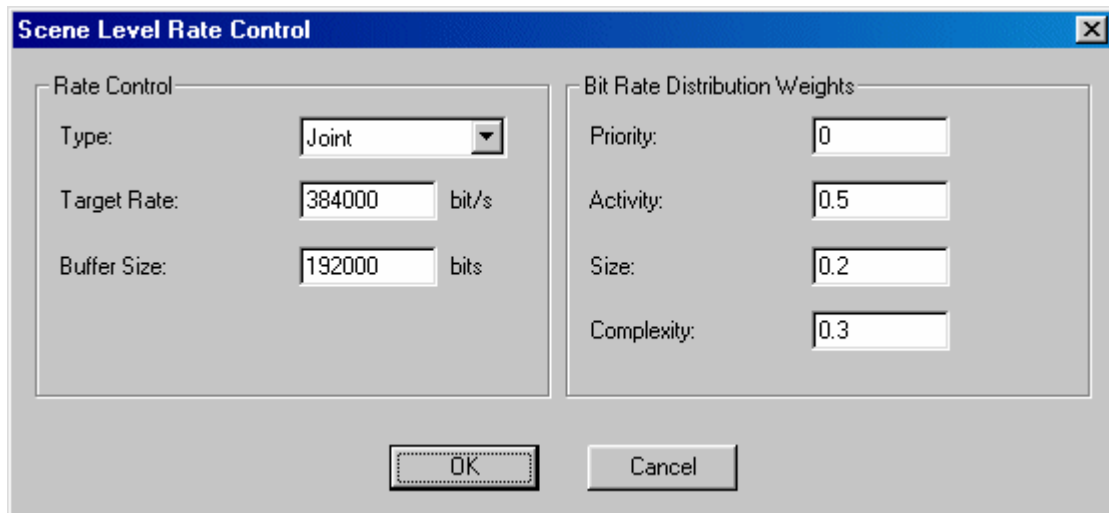 Scene Level Rate Control
Rate Control
Type: Joint
Target Rate: 384000 bit/s
Buffer Size: 192000 bits
Bit Rate Distribution Weights
Priority: 0
Activity: 0.5
Size: 0.2
Complexity: 0.3
OK Cancel